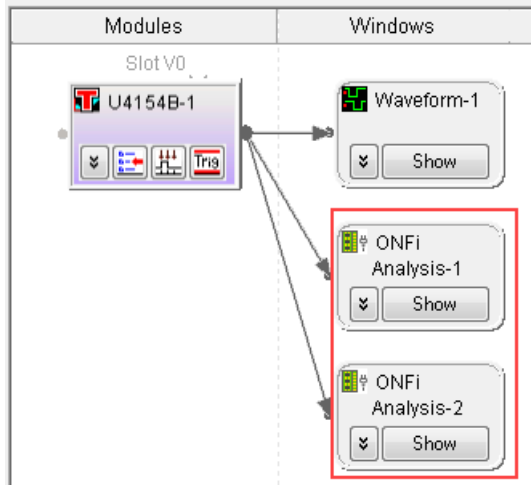 Modules
Windows
Slot V0
U4154B-1
Trig
Waveform-1
Show
ONFi
Analysis-1
Show
ONFi
Analysis-2
Show